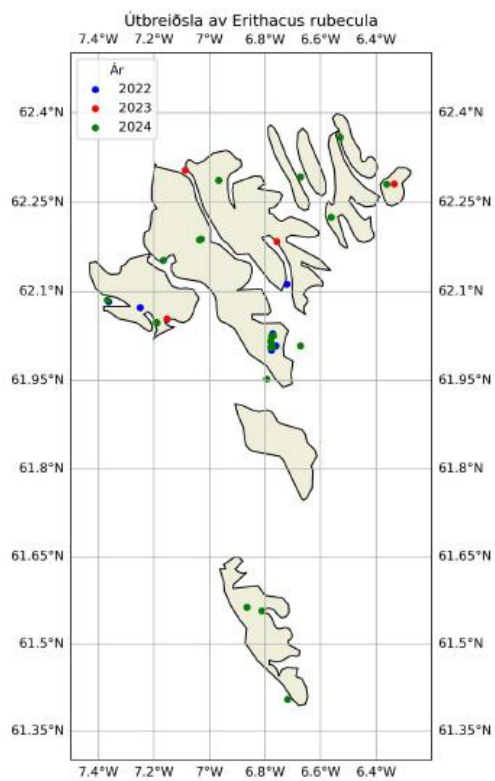 Útbreiðsla av Erithacus rubecula
7.4°W 7.2°W 7°W 6.8°W 6.6°W 6.4°W
Ár
2022
2023
2024
62.4°N 62.4°N
62.25°N 62.25°N
62.1°N 62.1°N
61.95°N 61.95°N
61.8°N 61.8°N
61.65°N 61.65°N
61.5°N 61.5°N
61.35°N 61.35°N
7.4°W 7.2°W 7°W 6.8°W 6.6°W 6.4°W